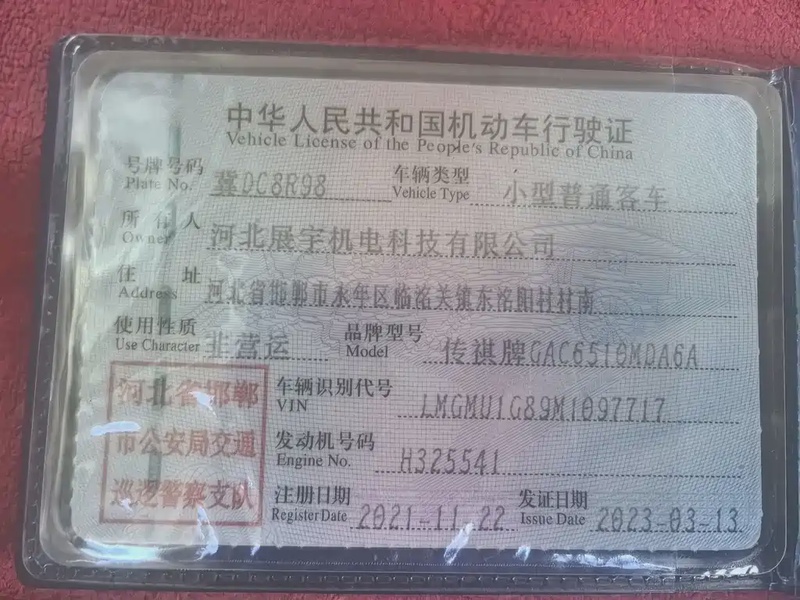 中华人民共和国机动车行驶证
Vehicle License of the People's Republic of China
号牌号码 冀DC8R98 车辆类型 小型普通客车
Plate No. Vehicle Type
所有人 河北展宇机电科技有限公司
Owner
住址 河北省邯郸市永年区临洺关镇东洺阳村村南
Address
使用性质 非营运 品牌型号 传祺牌GAC6510MDA6A
Use Character Model
河北省邯郸
市公安局交通
巡逻警察支队
车辆识别代号 LMGMU1G89M1097717
VIN
发动机号码 H325541
Engine No.
注册日期 2021-11-22 发证日期 2023-03-13
Register Date Issue Date